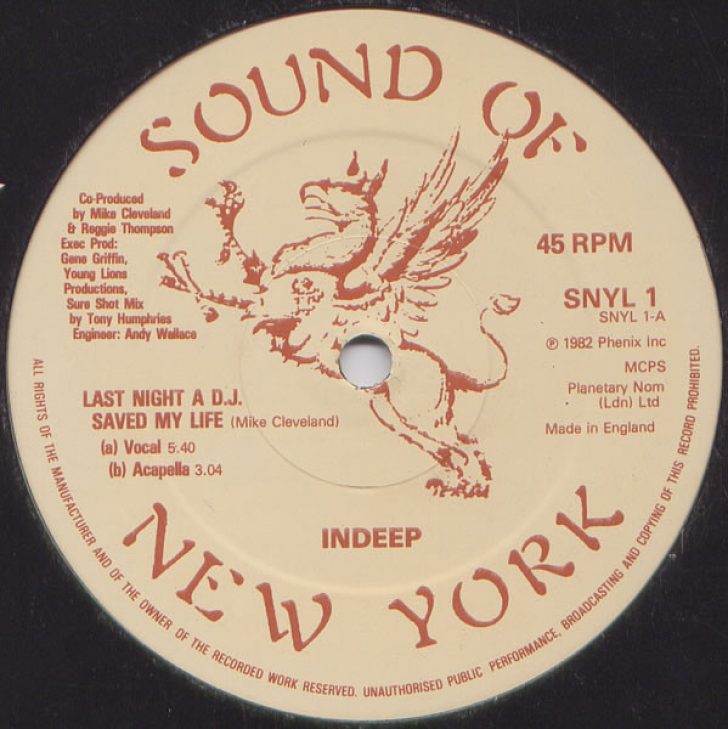 SOUND OF
NEW YORK
Co-Produced
by Mike Cleveland
& Reggie Thompson
Exec Prod:
Gene Griffin,
Young Lions
Productions,
Sure Shot Mix
by Tony Humphries
Engineer: Andy Wallace
45 RPM
SNYL 1
SNYL 1-A
℗ 1982 Phenix Inc
MCPS
Planetary Nom
(Ldn) Ltd
Made in England
LAST NIGHT A D.J.
SAVED MY LIFE (Mike Cleveland)
(a) Vocal 5.40
(b) Acapella 3.04
INDEEP
ALL RIGHTS OF THE MANUFACTURER AND OF THE OWNER OF THE RECORDED WORK RESERVED. UNAUTHORISED PUBLIC PERFORMANCE, BROADCASTING AND COPYING OF THIS RECORD PROHIBITED.